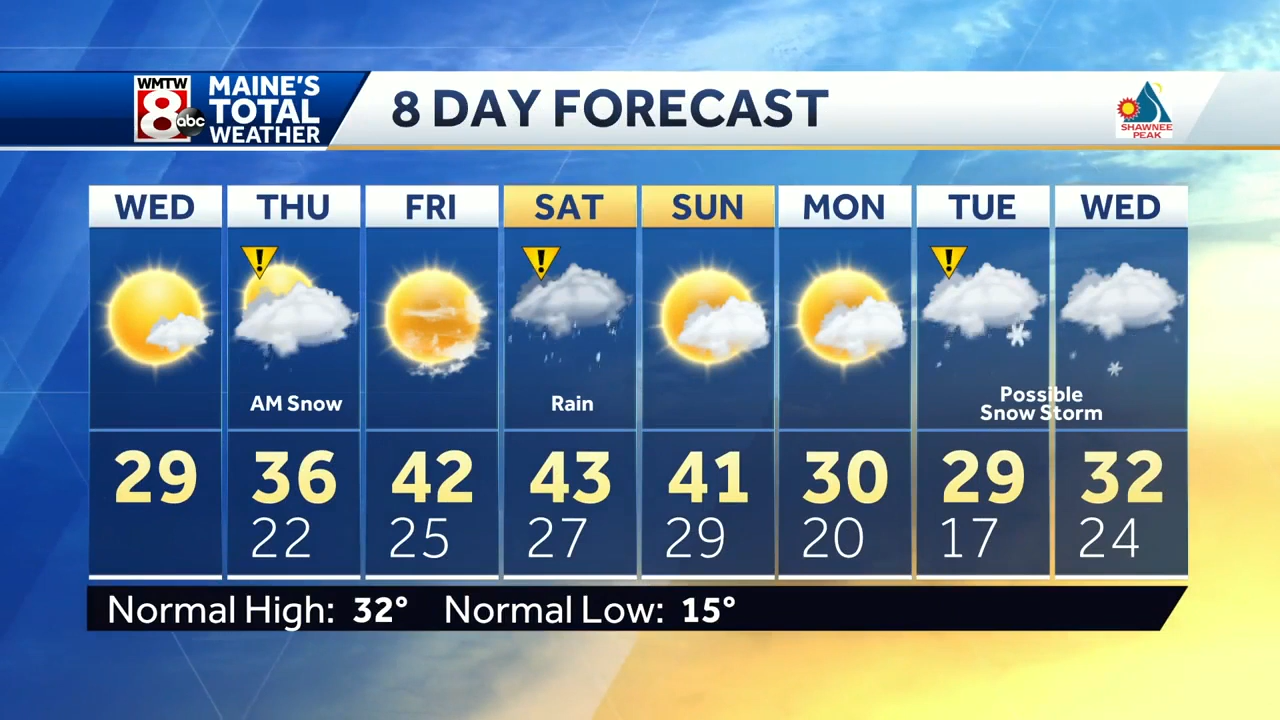 WMTW
8
abc
MAINE'S
TOTAL
WEATHER
8 DAY FORECAST
SHAWNEE
PEAK
WED THU FRI SAT SUN MON TUE WED
! ! !
AM Snow Rain Possible
Snow Storm
29 36 42 43 41 30 29 32
22 25 27 29 20 17 24
Normal High: 32° Normal Low: 15°